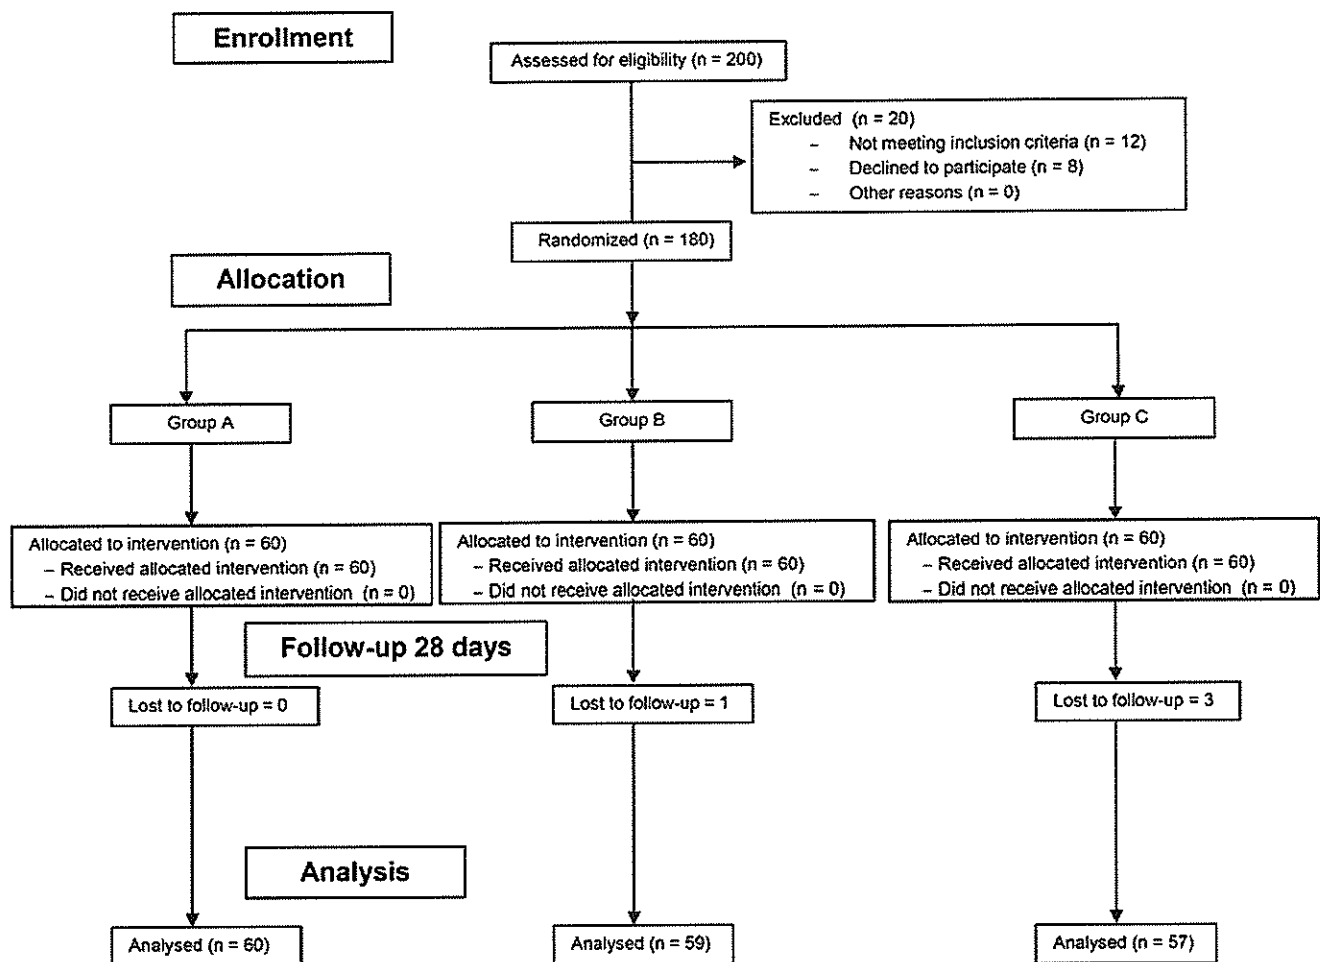 Enrollment
Assessed for eligibility (n = 200)
Excluded (n = 20)
– Not meeting inclusion criteria (n = 12)
– Declined to participate (n = 8)
– Other reasons (n = 0)
Randomized (n = 180)
Allocation
Group A
Group B
Group C
Allocated to intervention (n = 60)
– Received allocated intervention (n = 60)
– Did not receive allocated intervention (n = 0)
Allocated to intervention (n = 60)
– Received allocated intervention (n = 60)
– Did not receive allocated intervention (n = 0)
Allocated to intervention (n = 60)
– Received allocated intervention (n = 60)
– Did not receive allocated intervention (n = 0)
Follow-up 28 days
Lost to follow-up = 0
Lost to follow-up = 1
Lost to follow-up = 3
Analysis
Analysed (n = 60)
Analysed (n = 59)
Analysed (n = 57)